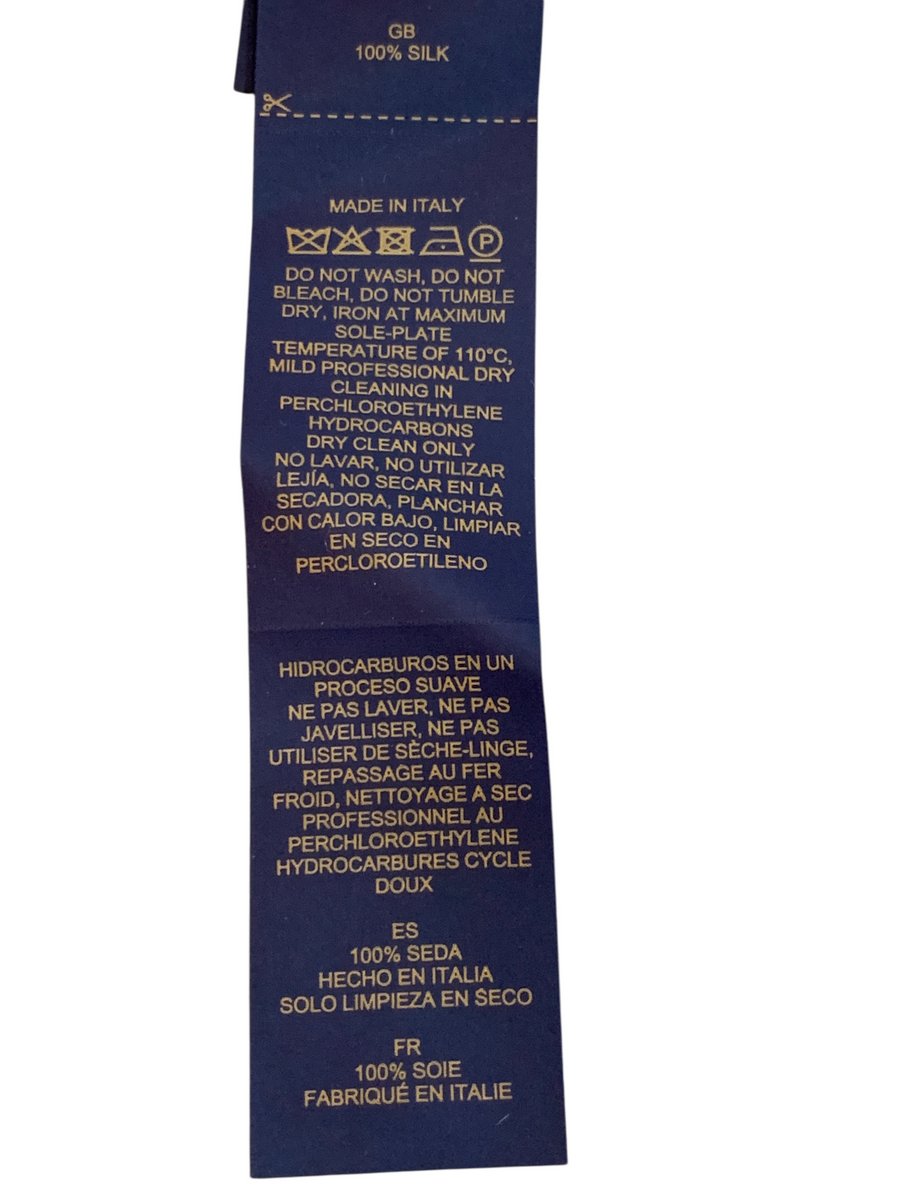 GB
100% SILK
MADE IN ITALY
P
DO NOT WASH, DO NOT
BLEACH, DO NOT TUMBLE
DRY, IRON AT MAXIMUM
SOLE-PLATE
TEMPERATURE OF 110°C,
MILD PROFESSIONAL DRY
CLEANING IN
PERCHLOROETHYLENE
HYDROCARBONS
DRY CLEAN ONLY
NO LAVAR, NO UTILIZAR
LEJÍA, NO SECAR EN LA
SECADORA, PLANCHAR
CON CALOR BAJO, LIMPIAR
EN SECO EN
PERCLOROETILENO
HIDROCARBUROS EN UN
PROCESO SUAVE
NE PAS LAVER, NE PAS
JAVELLISER, NE PAS
UTILISER DE SÈCHE-LINGE,
REPASSAGE AU FER
FROID, NETTOYAGE A SEC
PROFESSIONNEL AU
PERCHLOROETHYLENE
HYDROCARBURES CYCLE
DOUX
ES
100% SEDA
HECHO EN ITALIA
SOLO LIMPIEZA EN SECO
FR
100% SOIE
FABRIQUÉ EN ITALIE